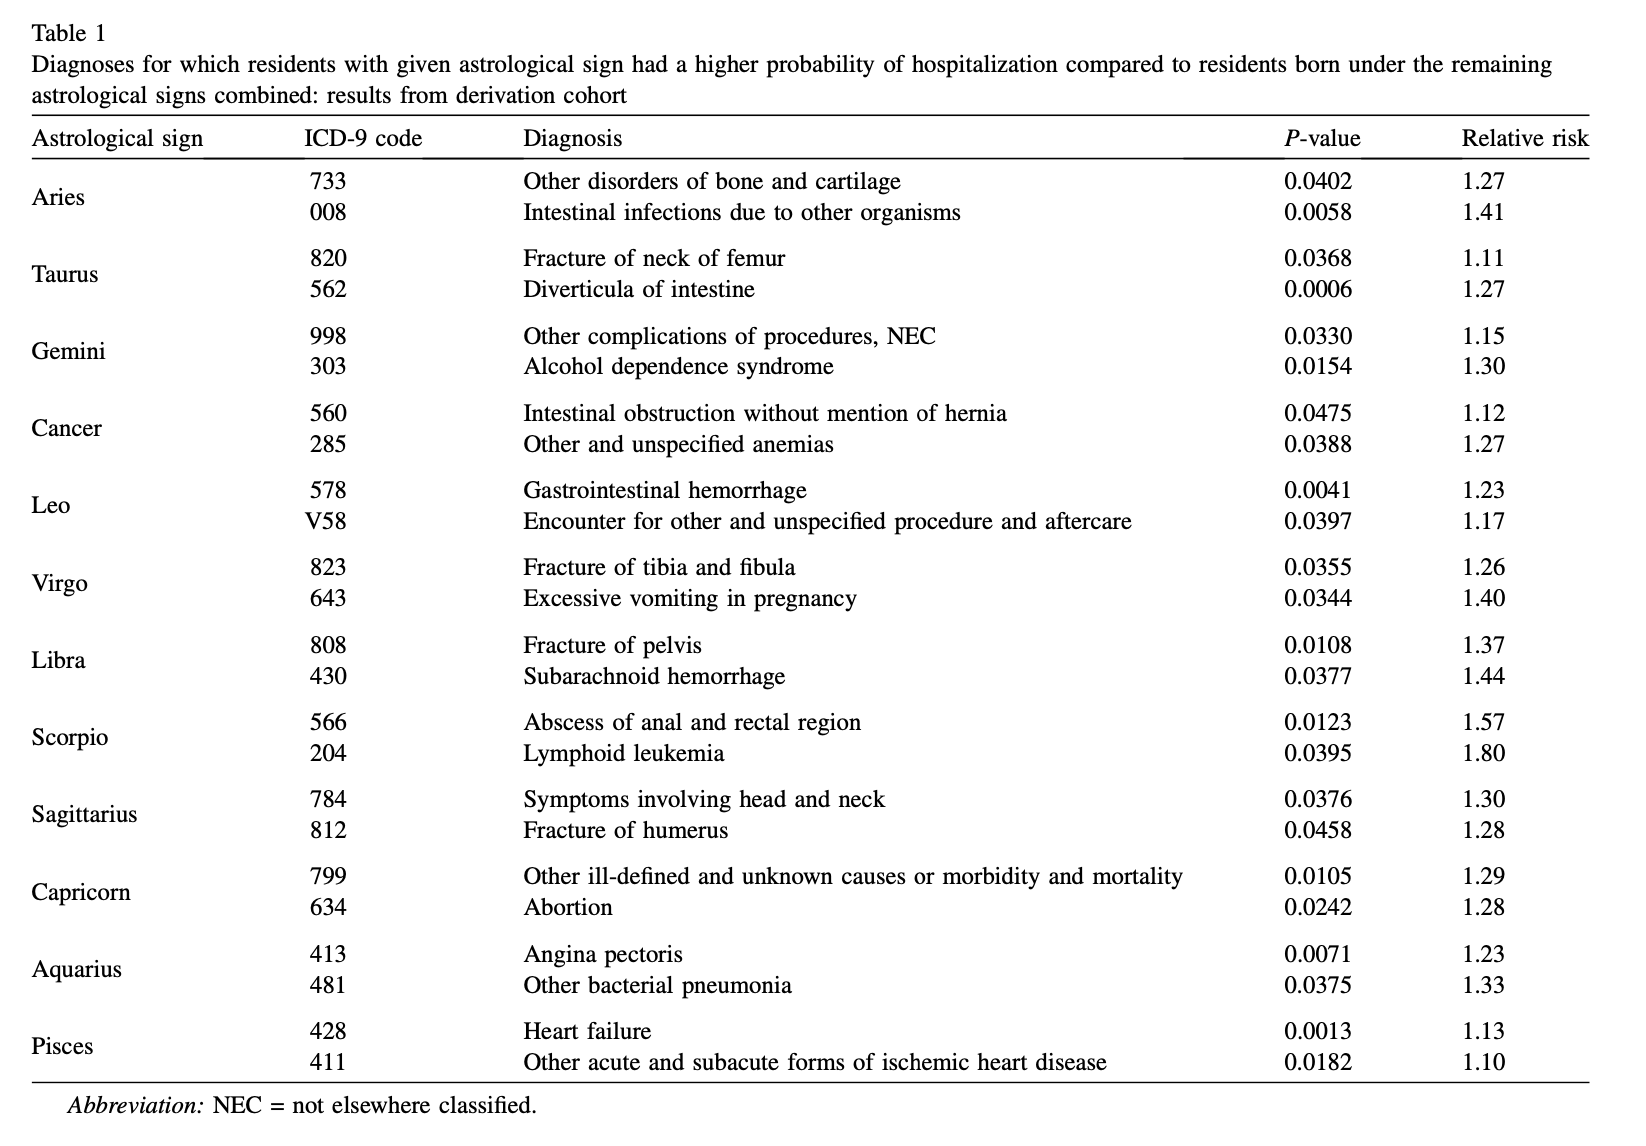 Table 1
Diagnoses for which residents with given astrological sign had a higher probability of hospitalization compared to residents born under the remaining
astrological signs combined: results from derivation cohort
Astrological sign ICD-9 code Diagnosis P-value Relative risk
Aries
733 Other disorders of bone and cartilage 0.0402 1.27
008 Intestinal infections due to other organisms 0.0058 1.41
Taurus
820 Fracture of neck of femur 0.0368 1.11
562 Diverticula of intestine 0.0006 1.27
Gemini
998 Other complications of procedures, NEC 0.0330 1.15
303 Alcohol dependence syndrome 0.0154 1.30
Cancer
560 Intestinal obstruction without mention of hernia 0.0475 1.12
285 Other and unspecified anemias 0.0388 1.27
Leo
578 Gastrointestinal hemorrhage 0.0041 1.23
V58 Encounter for other and unspecified procedure and aftercare 0.0397 1.17
Virgo
823 Fracture of tibia and fibula 0.0355 1.26
643 Excessive vomiting in pregnancy 0.0344 1.40
Libra
808 Fracture of pelvis 0.0108 1.37
430 Subarachnoid hemorrhage 0.0377 1.44
Scorpio
566 Abscess of anal and rectal region 0.0123 1.57
204 Lymphoid leukemia 0.0395 1.80
Sagittarius
784 Symptoms involving head and neck 0.0376 1.30
812 Fracture of humerus 0.0458 1.28
Capricorn
799 Other ill-defined and unknown causes or morbidity and mortality 0.0105 1.29
634 Abortion 0.0242 1.28
Aquarius
413 Angina pectoris 0.0071 1.23
481 Other bacterial pneumonia 0.0375 1.33
Pisces
428 Heart failure 0.0013 1.13
411 Other acute and subacute forms of ischemic heart disease 0.0182 1.10
Abbreviation: NEC = not elsewhere classified.